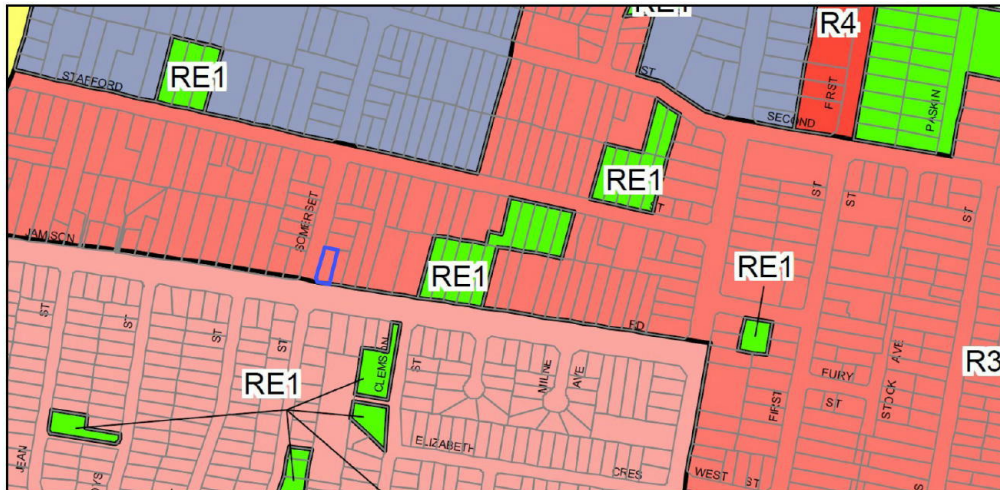 RE1
R4
STAFFORD
RE1
ST
FIRST
SECOND
PASKIN
RE1
ST
ST
ST
ST
SOMERSET
JAMISON
RE1
RE1
ST
ST
ST
ST
RD
CLEMSON
ST
MILNE
AVE
FURY
STOCK AVE
R3
RE1
FIRST
ST
ELIZABETH
CRES
WEST
ST
JEAN